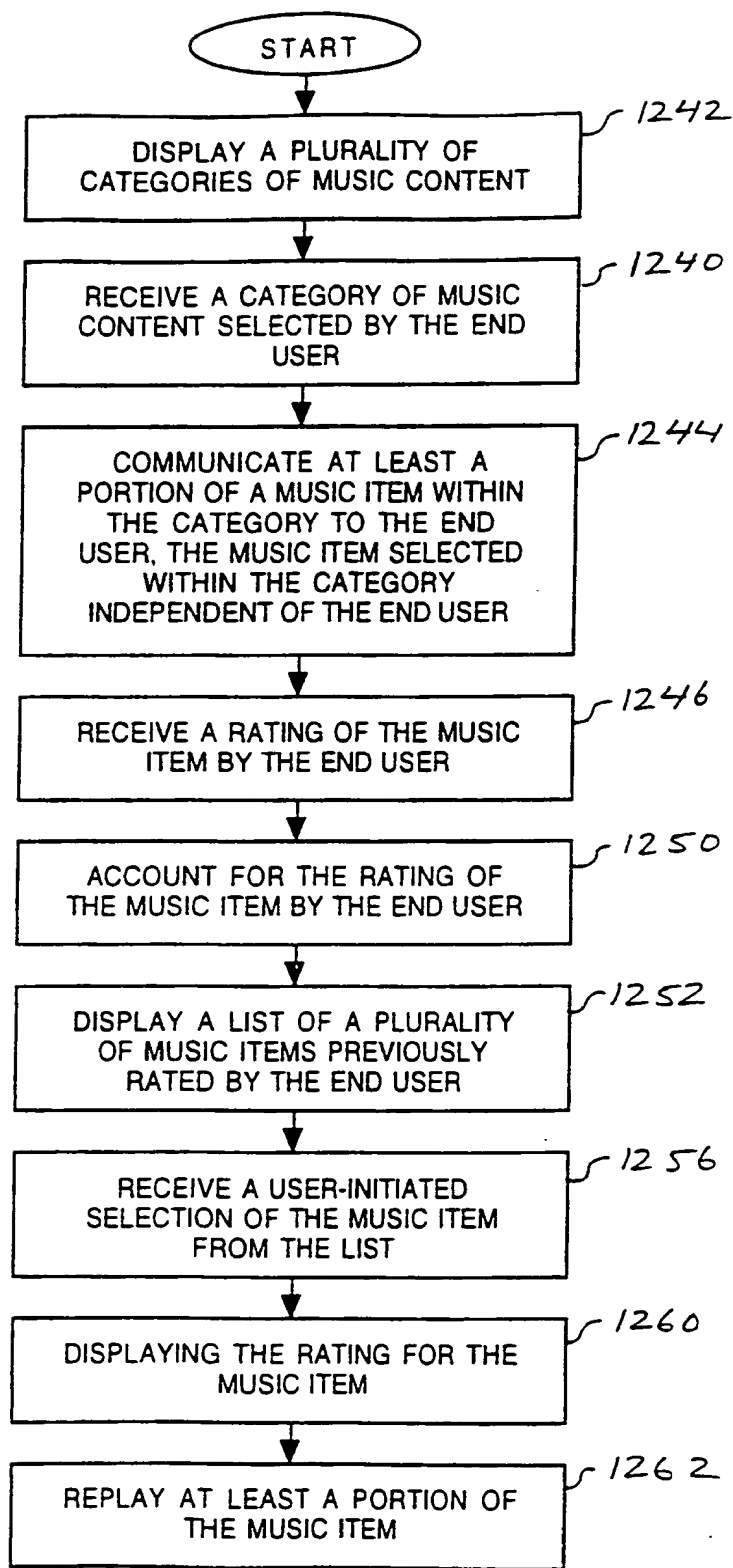 START
1242
DISPLAY A PLURALITY OF
CATEGORIES OF MUSIC CONTENT
1240
RECEIVE A CATEGORY OF MUSIC
CONTENT SELECTED BY THE END
USER
1244
COMMUNICATE AT LEAST A
PORTION OF A MUSIC ITEM WITHIN
THE CATEGORY TO THE END
USER, THE MUSIC ITEM SELECTED
WITHIN THE CATEGORY
INDEPENDENT OF THE END USER
1246
RECEIVE A RATING OF THE MUSIC
ITEM BY THE END USER
1250
ACCOUNT FOR THE RATING OF
THE MUSIC ITEM BY THE END USER
1252
DISPLAY A LIST OF A PLURALITY
OF MUSIC ITEMS PREVIOUSLY
RATED BY THE END USER
1256
RECEIVE A USER-INITIATED
SELECTION OF THE MUSIC ITEM
FROM THE LIST
1260
DISPLAYING THE RATING FOR THE
MUSIC ITEM
1262
REPLAY AT LEAST A PORTION OF
THE MUSIC ITEM